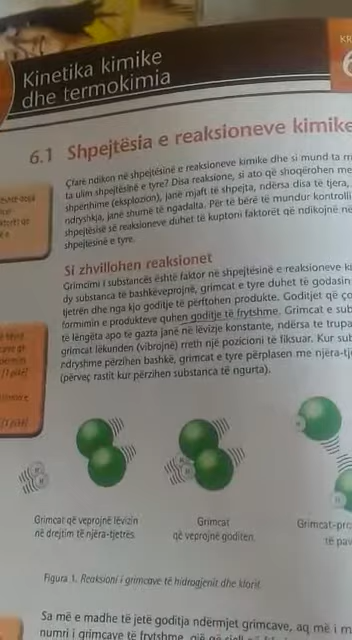 Kinetika kimike
dhe termokimia
KR
6
6.1 Shpejtësia e reaksioneve kimike
Çfarë ndikon në shpejtësinë e reaksioneve kimike dhe si mund ta
ta ulim shpejtësinë e tyre? Disa reaksione, si ato që shoqërohen me
shpërthime (eksplozion), janë mjaft të shpejta, ndërsa disa të tjera,
ndryshkja, janë shumë të ngadalta. Për të bërë të mundur kontrolli
shpejtësisë së reaksioneve duhet të kuptoni faktorët që ndikojnë në
shpejtësinë e tyre.
Si zhvillohen reaksionet
Grimcimi i substancës është faktor në shpejtësinë e reaksioneve ki
dy substanca të bashkëveprojnë, grimcat e tyre duhet të godasin
tjetrën dhe nga kjo goditje të përftohen produkte. Goditjet që ço
formimin e produkteve quhen goditje të frytshme. Grimcat e sub
të lëngëta apo të gazta janë në lëvizje konstante, ndërsa te trupa
grimcat lëkunden (vibrojnë) rreth një pozicioni të fiksuar. Kur sub
ndryshme përzihen bashkë, grimcat e tyre përplasen me njëra-tje
(përveç rastit kur përzihen substanca të ngurta).
Grimcat që veprojnë lëvizin
në drejtim të njëra-tjetrës.
Grimcat
që veprojnë goditen.
Grimcat-pro
të pav
Figura 1. Reaksioni i grimcave të hidrogjenit dhe klorit.
Sa më e madhe të jetë goditja ndërmjet grimcave, aq më i m
numri i grimcave të frytshme,